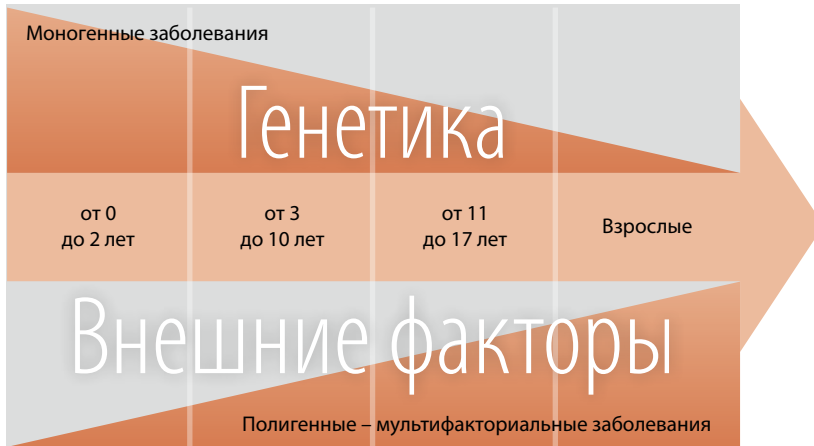 Моногенные заболевания
Генетика
от 0
до 2 лет
от 3
до 10 лет
от 11
до 17 лет
Взрослые
Внешние факторы
Полигенные – мультифакториальные заболевания